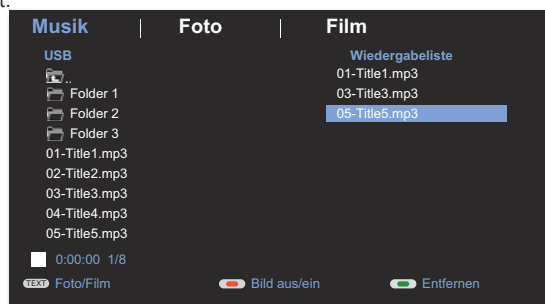 t.
Musik | Foto | Film
USB
..
Folder 1
Folder 2
Folder 3
01-Title1.mp3
02-Title2.mp3
03-Title3.mp3
04-Title4.mp3
05-Title5.mp3
Wiedergabeliste
01-Title1.mp3
03-Title3.mp3
05-Title5.mp3
0:00:00 1/8
TEXT Foto/Film Bild aus/ein Entfernen